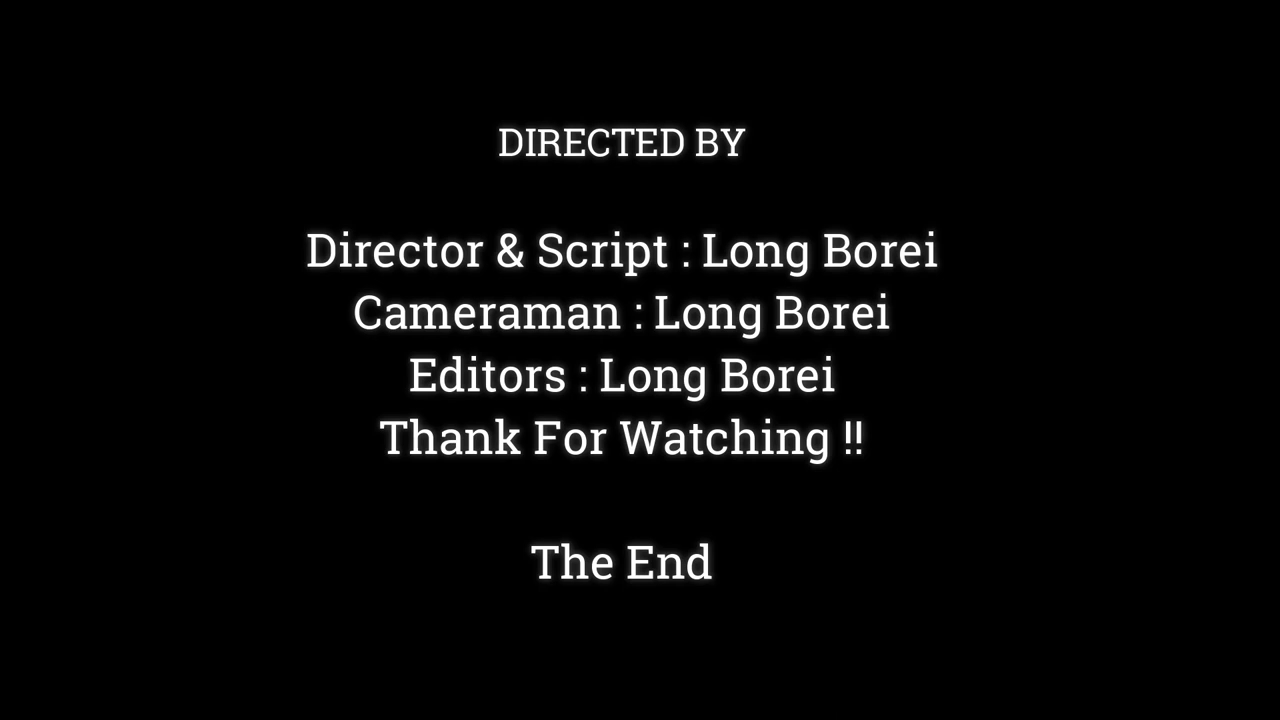 DIRECTED BY
Director & Script : Long Borei
Cameraman : Long Borei
Editors : Long Borei
Thank For Watching !!
The End